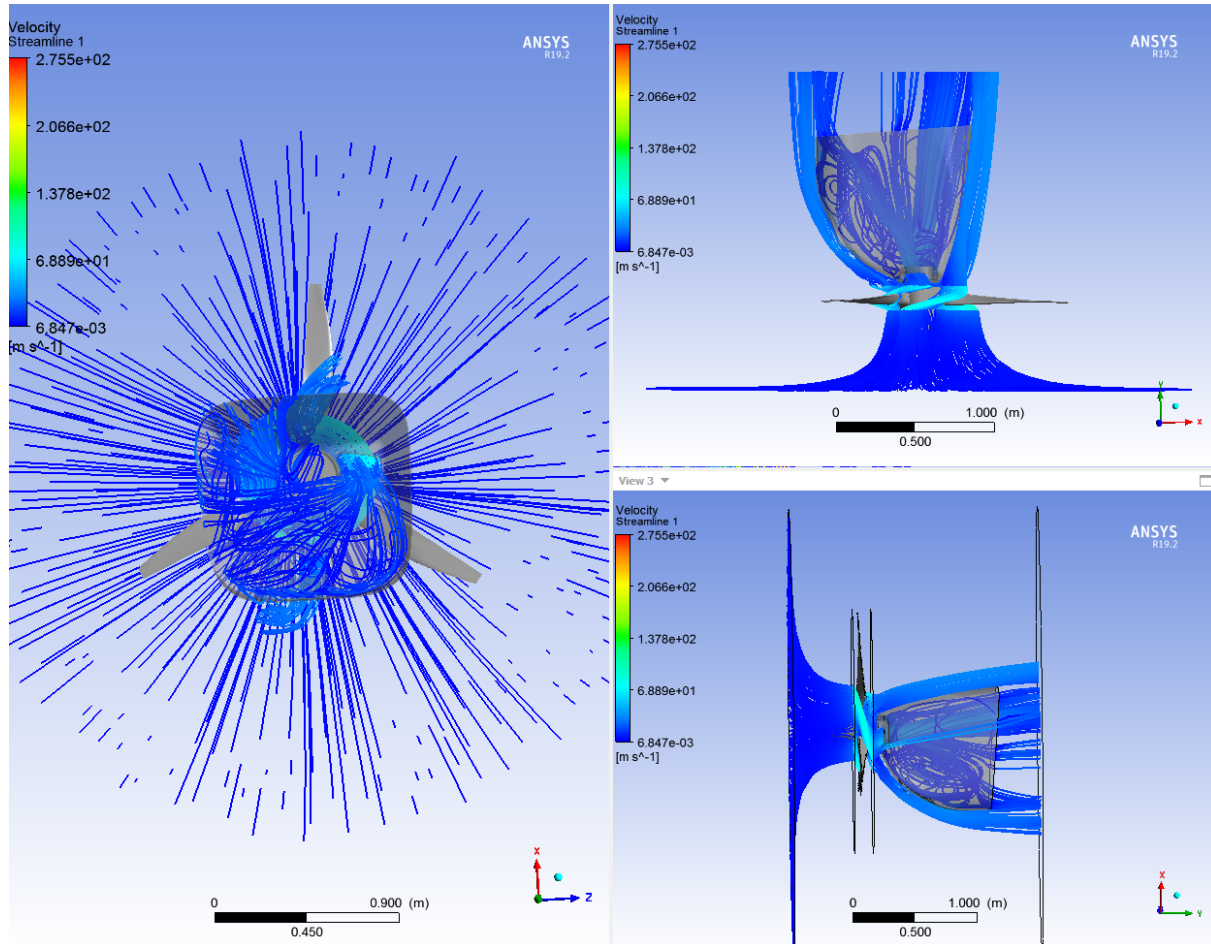 Velocity
Streamline 1
2.755e+02
2.066e+02
1.378e+02
6.889e+01
6.847e-03
[m s^-1]
ANSYS
R19.2
X
Z
0
0.900 (m)
0.450
Velocity
Streamline 1
2.755e+02
2.066e+02
1.378e+02
6.889e+01
6.847e-03
[m s^-1]
ANSYS
R19.2
0
1.000 (m)
0.500
Y
X
View 3
Velocity
Streamline 1
2.755e+02
2.066e+02
1.378e+02
6.889e+01
6.847e-03
[m s^-1]
ANSYS
R19.2
0
1.000 (m)
0.500
X
Y